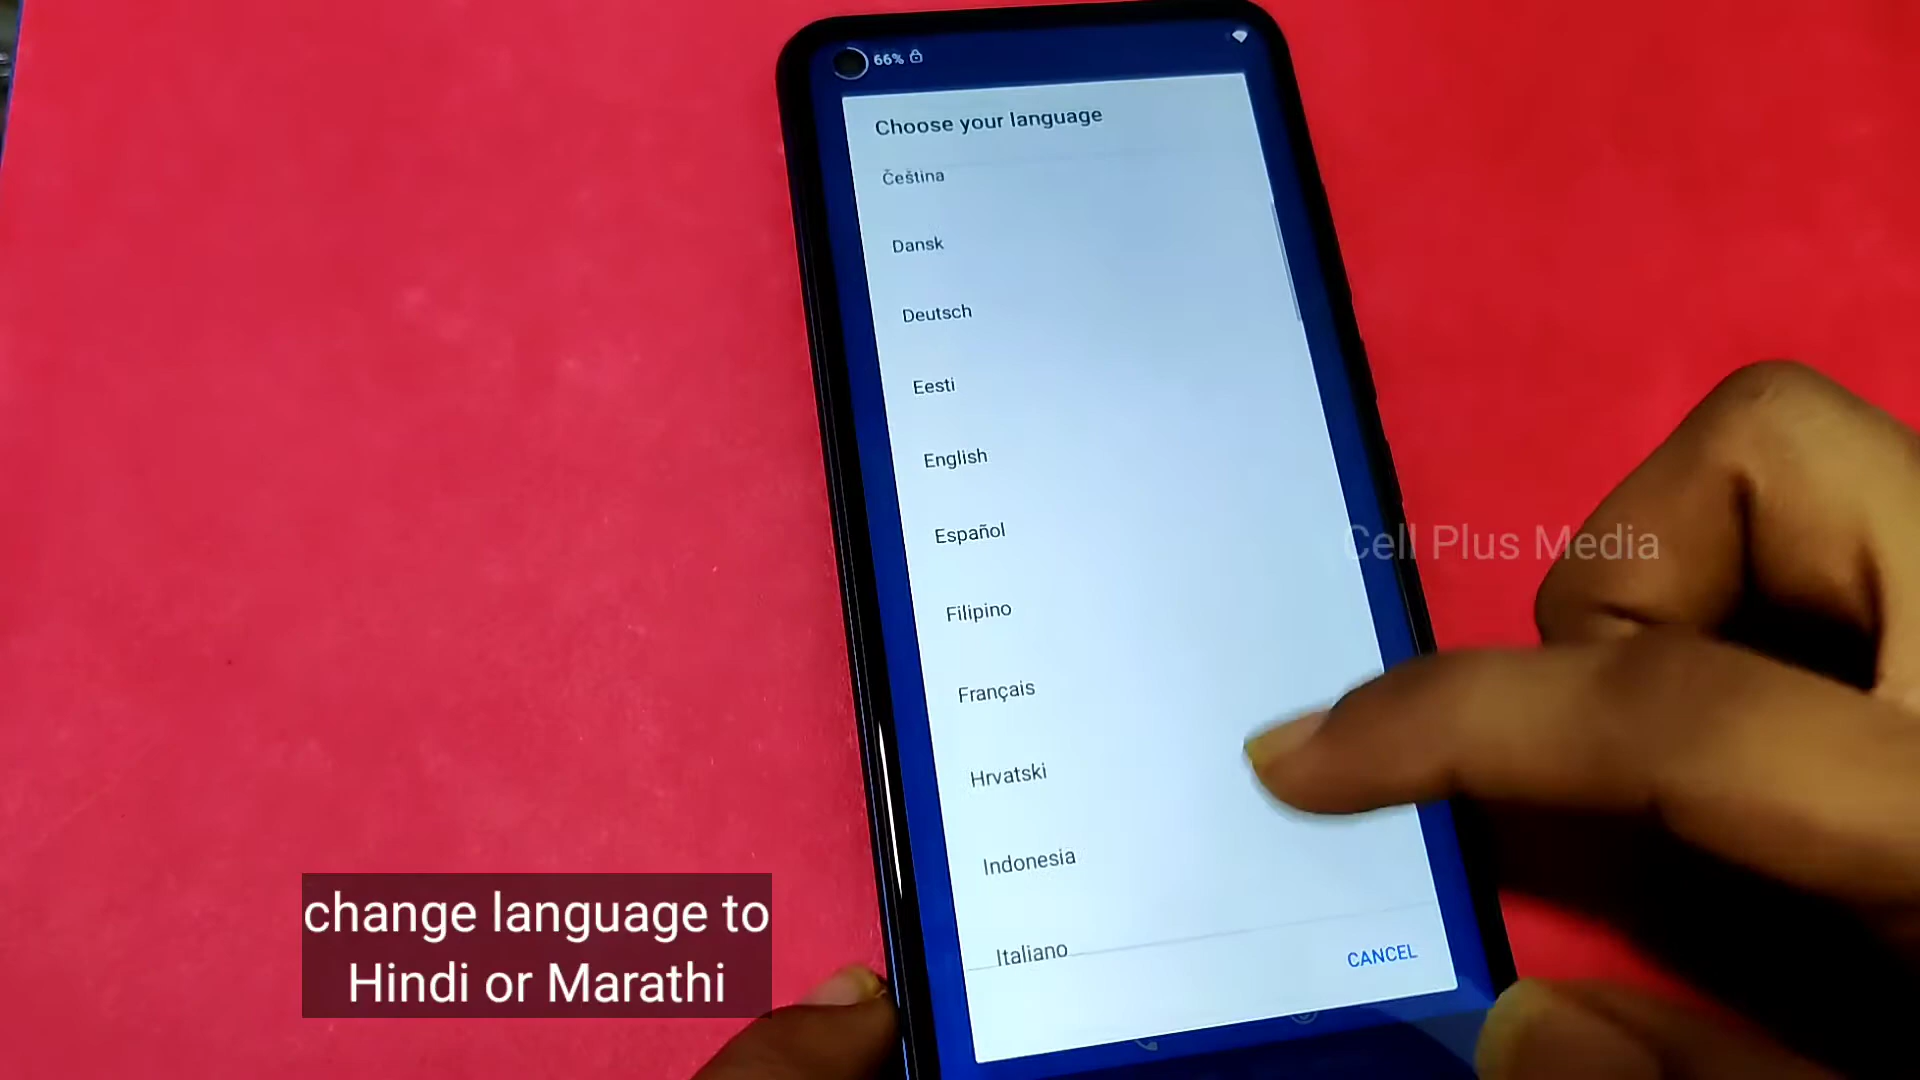 66%
Choose your language
Čeština
Dansk
Deutsch
Eesti
English
Español
Filipino
Français
Hrvatski
Indonesia
Italiano
CANCEL
Cell Plus Media
change language to
Hindi or Marathi